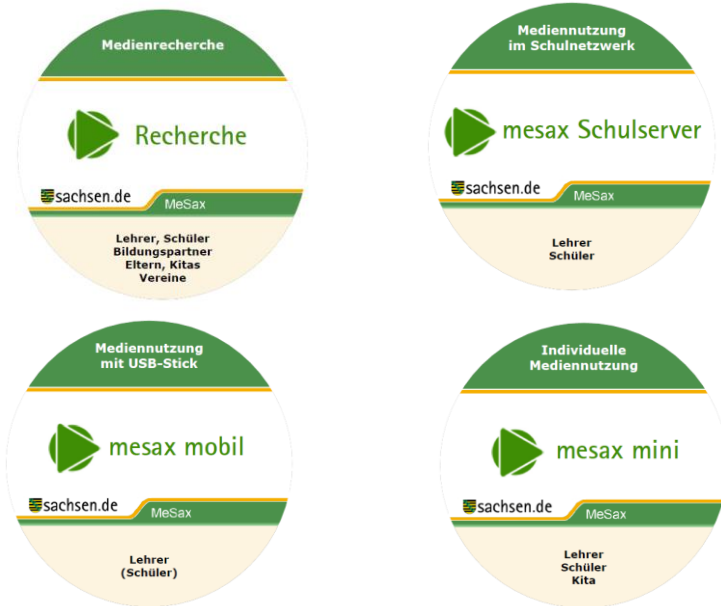 Medienrecherche
Recherche
sachsen.de
MeSax
Lehrer, Schüler
Bildungspartner
Eltern, Kitas
Vereine
Mediennutzung
im Schulnetzwerk
mesax Schulserver
sachsen.de
MeSax
Lehrer
Schüler
Mediennutzung
mit USB-Stick
mesax mobil
sachsen.de
MeSax
Lehrer
(Schüler)
Individuelle
Mediennutzung
mesax mini
sachsen.de
MeSax
Lehrer
Schüler
Kita